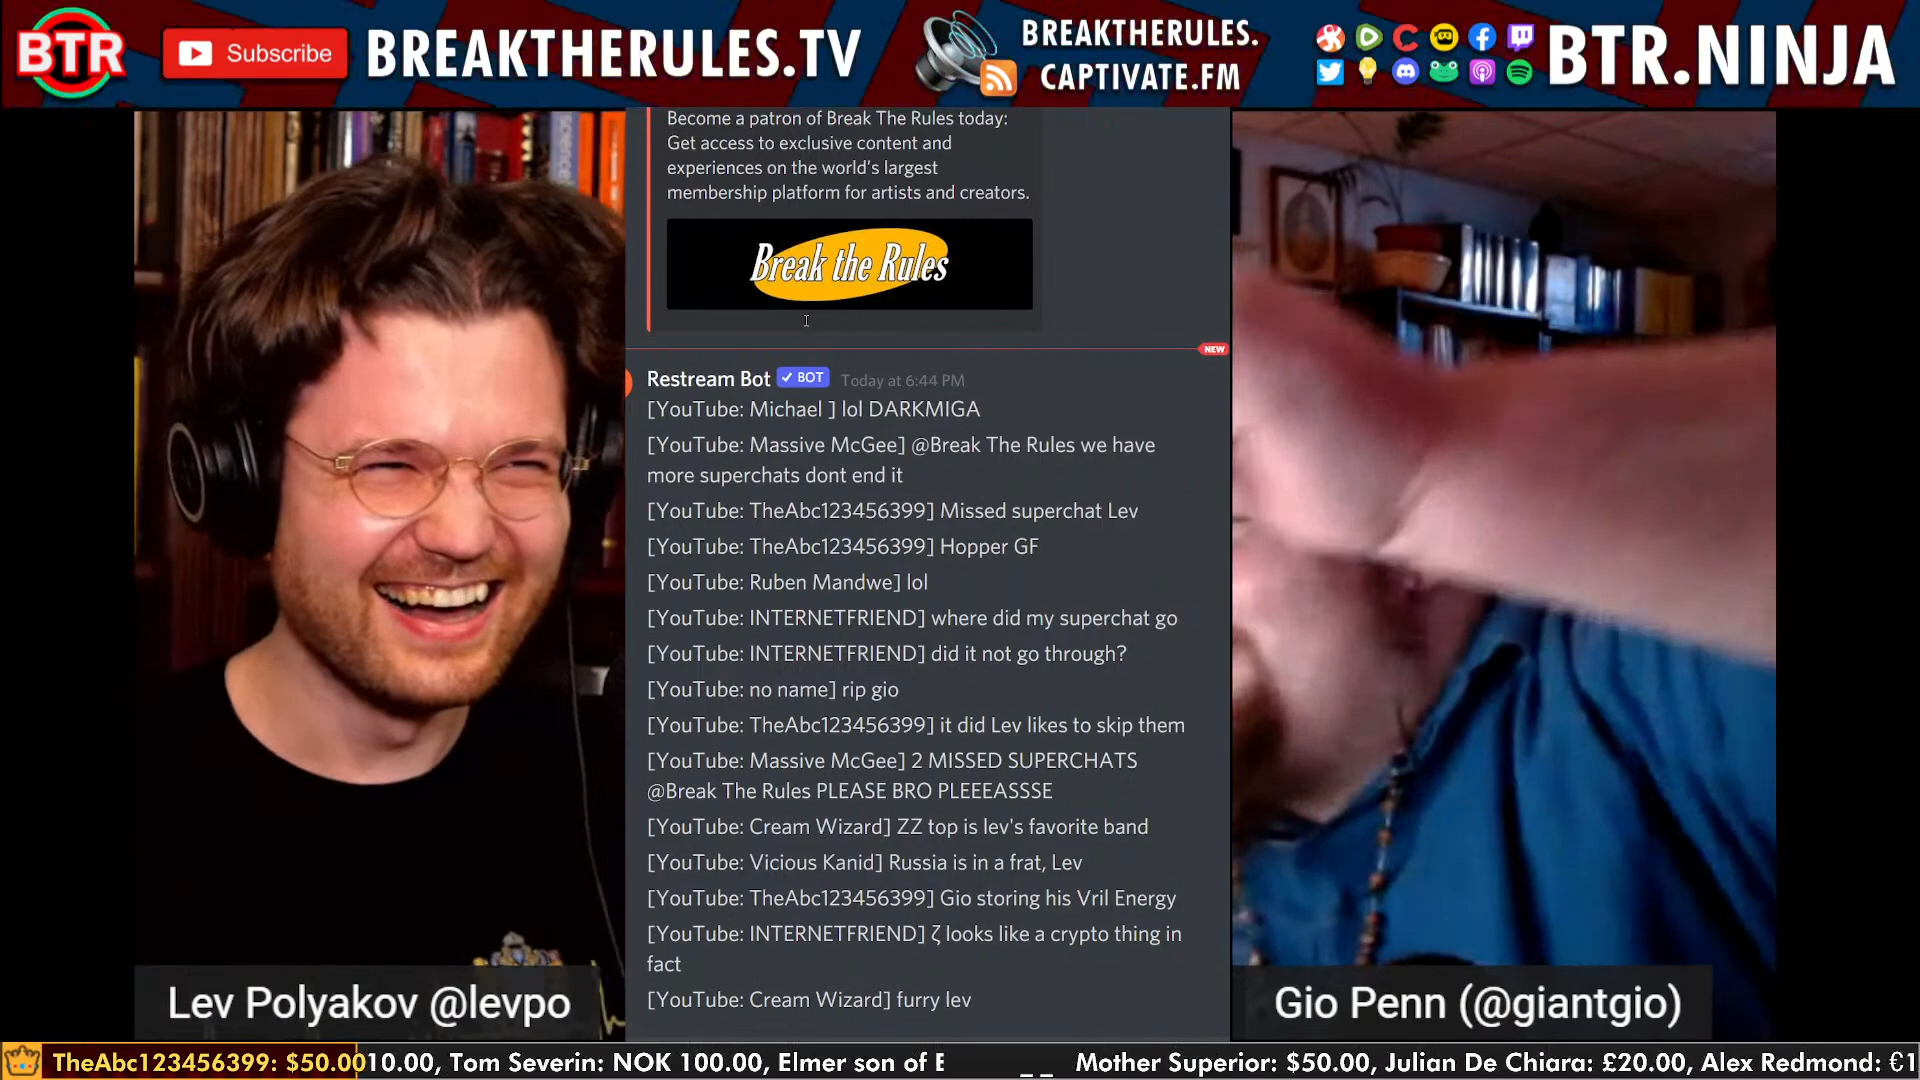 BTR
Subscribe
BREAKTHERULES.TV
BREAKTHERULES.
CAPTIVATE.FM
BTR.NINJA
Become a patron of Break The Rules today:
Get access to exclusive content and
experiences on the world's largest
membership platform for artists and creators.
Break the Rules
NEW
Restream Bot ✓ BOT Today at 6:44 PM
[YouTube: Michael ] lol DARKMIGA
[YouTube: Massive McGee] @Break The Rules we have
more superchats dont end it
[YouTube: TheAbc123456399] Missed superchat Lev
[YouTube: TheAbc123456399] Hopper GF
[YouTube: Ruben Mandwe] lol
[YouTube: INTERNETFRIEND] where did my superchat go
[YouTube: INTERNETFRIEND] did it not go through?
[YouTube: no name] rip gio
[YouTube: TheAbc123456399] it did Lev likes to skip them
[YouTube: Massive McGee] 2 MISSED SUPERCHATS
@Break The Rules PLEASE BRO PLEEEASSSE
[YouTube: Cream Wizard] ZZ top is lev's favorite band
[YouTube: Vicious Kanid] Russia is in a frat, Lev
[YouTube: TheAbc123456399] Gio storing his Vril Energy
[YouTube: INTERNETFRIEND] ζ looks like a crypto thing in
fact
[YouTube: Cream Wizard] furry lev
Lev Polyakov @levpo
Gio Penn (@giantgio)
TheAbc123456399: $50.0010.00, Tom Severin: NOK 100.00, Elmer son of E _ _ Mother Superior: $50.00, Julian De Chiara: £20.00, Alex Redmond: €1